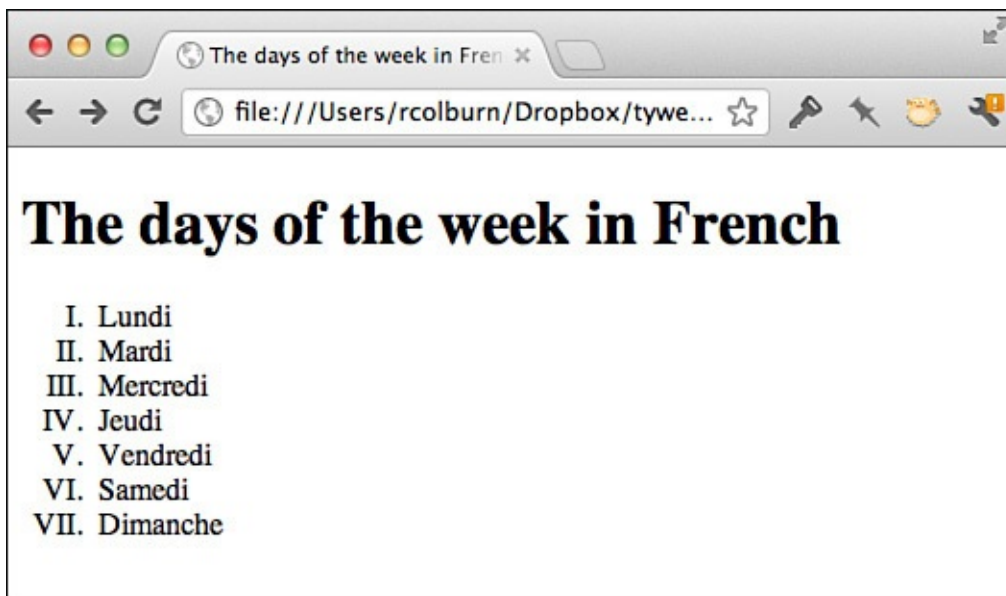 The days of the week in Fren
file:///Users/rcolburn/Dropbox/tywe...
The days of the week in French
I. Lundi
II. Mardi
III. Mercredi
IV. Jeudi
V. Vendredi
VI. Samedi
VII. Dimanche